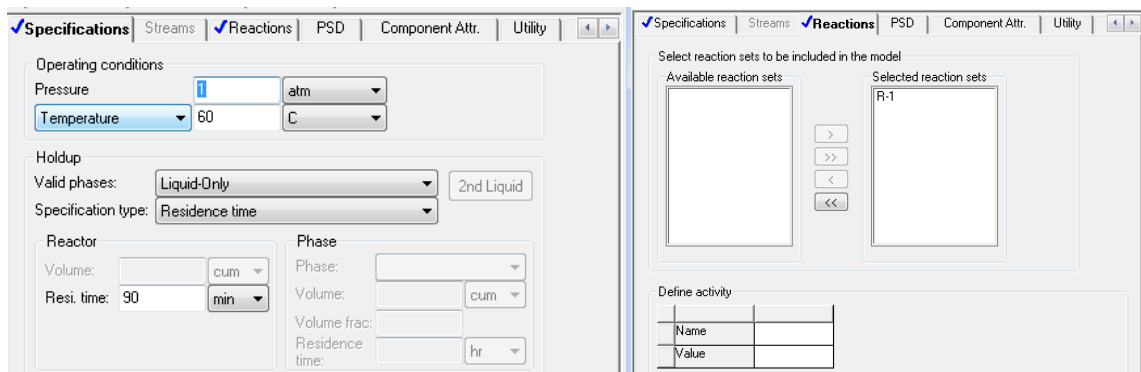 Specifications Streams Reactions PSD Component Attr. Utility
Operating conditions
Pressure 1 atm
Temperature 60 C
Holdup
Valid phases: Liquid-Only 2nd Liquid
Specification type: Residence time
Reactor
Volume: cum
Resi. time: 90 min
Phase
Phase:
Volume: cum
Volume frac:
Residence
time: hr
Specifications Streams Reactions PSD Component Attr. Utility
Select reaction sets to be included in the model
Available reaction sets Selected reaction sets
R-1
>
>>
<
<<
Define activity
Name
Value